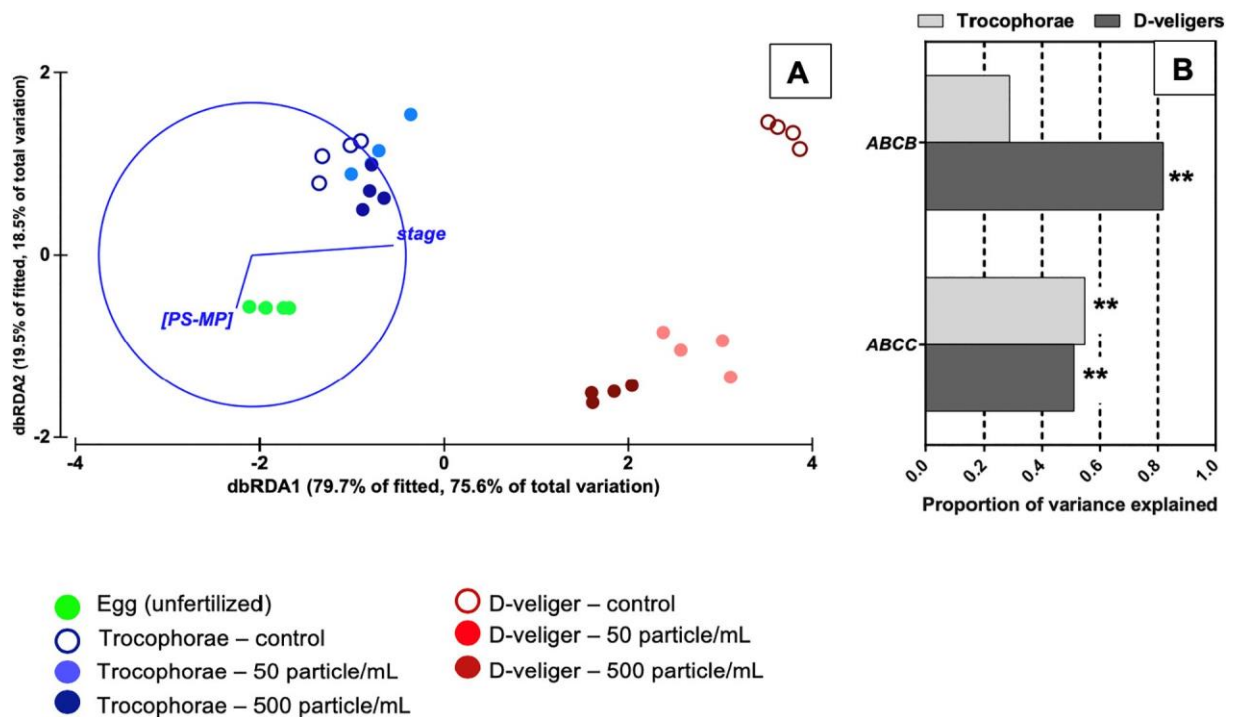 Trocophorae D-veligers
A
B
dbRDA2 (19.5% of fitted, 18.5% of total variation)
2
0
-2
stage
[PS-MP]
-4 -2 0 2 4
dbRDA1 (79.7% of fitted, 75.6% of total variation)
ABCB
**
ABCC
**
**
0.0 0.2 0.4 0.6 0.8 1.0
Proportion of variance explained
Egg (unfertilized)
Trocophorae – control
Trocophorae – 50 particle/mL
Trocophorae – 500 particle/mL
D-veliger – control
D-veliger – 50 particle/mL
D-veliger – 500 particle/mL